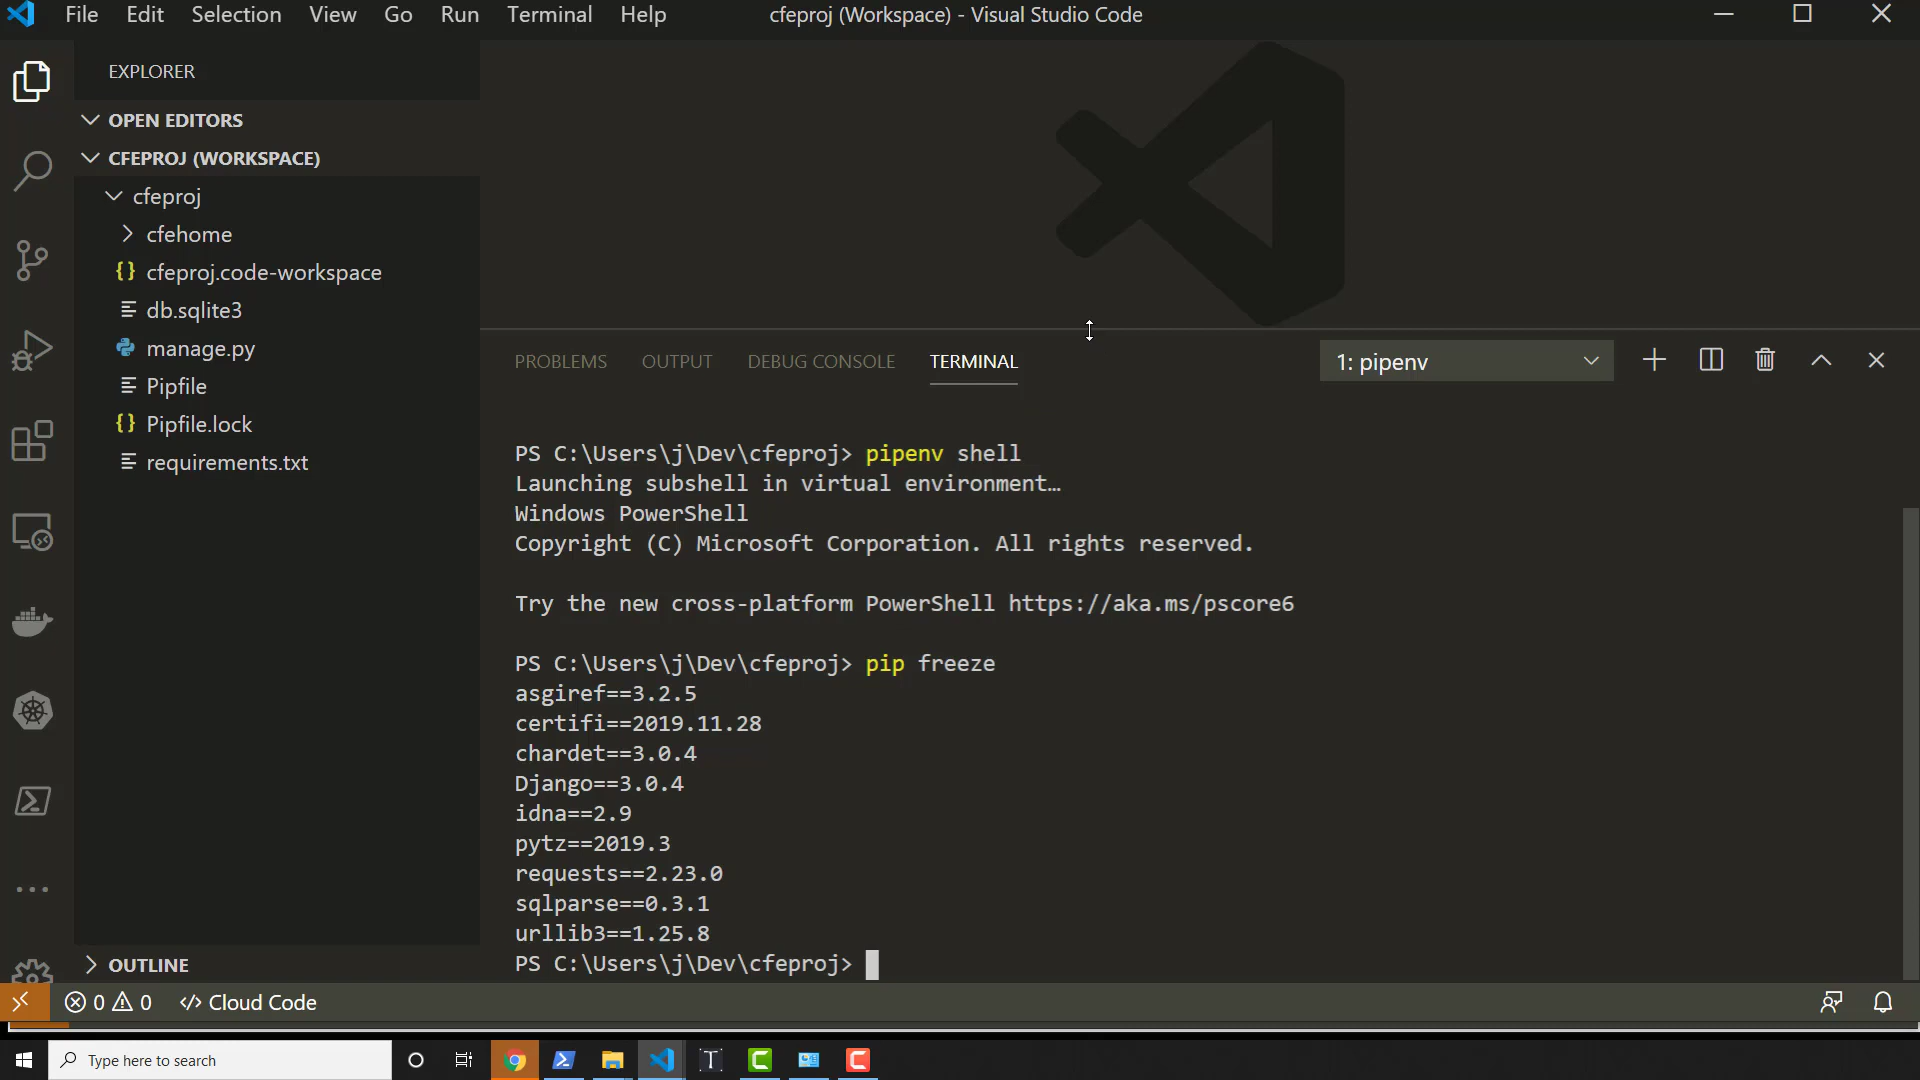 File Edit Selection View Go Run Terminal Help cfeproj (Workspace) - Visual Studio Code
EXPLORER
OPEN EDITORS
CFEPROJ (WORKSPACE)
cfeproj
cfehome
{} cfeproj.code-workspace
db.sqlite3
manage.py
Pipfile
{} Pipfile.lock
requirements.txt
OUTLINE
PROBLEMS OUTPUT DEBUG CONSOLE TERMINAL 1: pipenv
PS C:\Users\j\Dev\cfeproj> pipenv shell
Launching subshell in virtual environment…
Windows PowerShell
Copyright (C) Microsoft Corporation. All rights reserved.
Try the new cross-platform PowerShell https://aka.ms/pscore6
PS C:\Users\j\Dev\cfeproj> pip freeze
asgiref==3.2.5
certifi==2019.11.28
chardet==3.0.4
Django==3.0.4
idna==2.9
pytz==2019.3
requests==2.23.0
sqlparse==0.3.1
urllib3==1.25.8
PS C:\Users\j\Dev\cfeproj>
0 0 </> Cloud Code
Type here to search